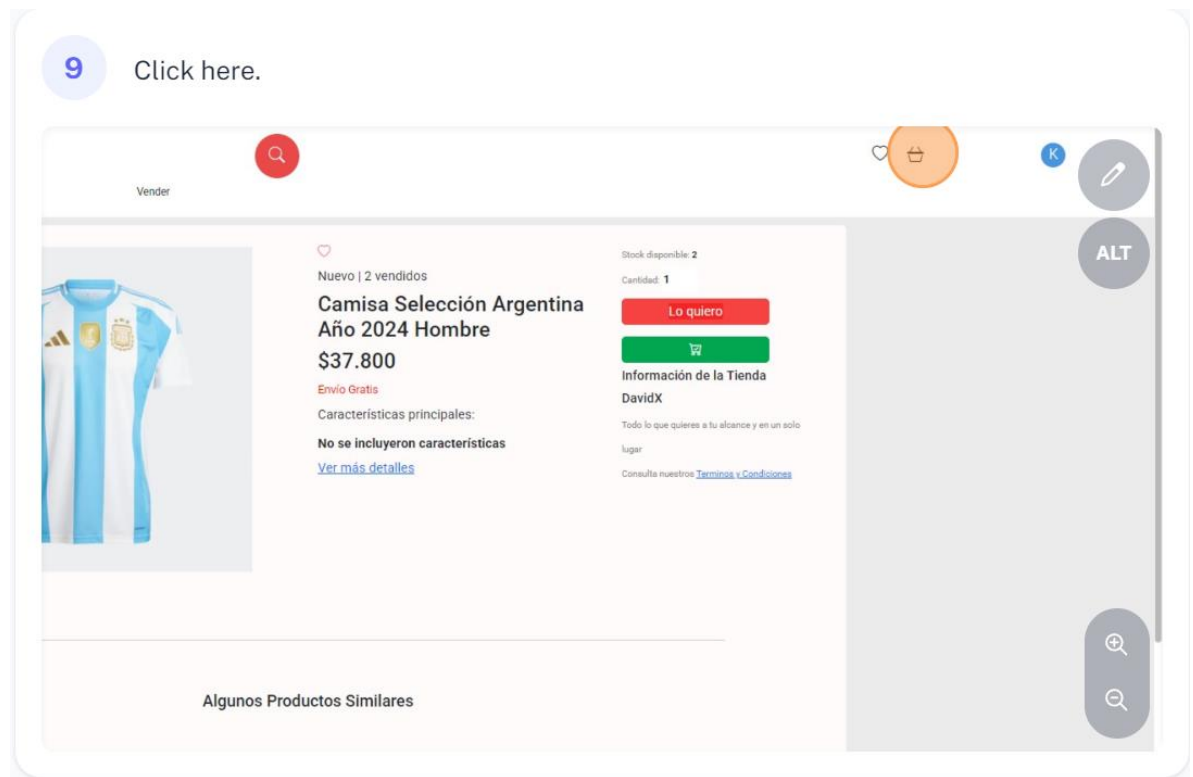 9
Click here.
K
Vender
ALT
Nuevo | 2 vendidos
Camisa Selección Argentina
Año 2024 Hombre
$37.800
Envío Gratis
Características principales:
No se incluyeron características
Ver más detalles
Stock disponible: 2
Cantidad: 1
Lo quiero
Información de la Tienda
DavidX
Todo lo que quieres a tu alcance y en un solo
lugar
Consulta nuestros Terminos y Condiciones
Algunos Productos Similares